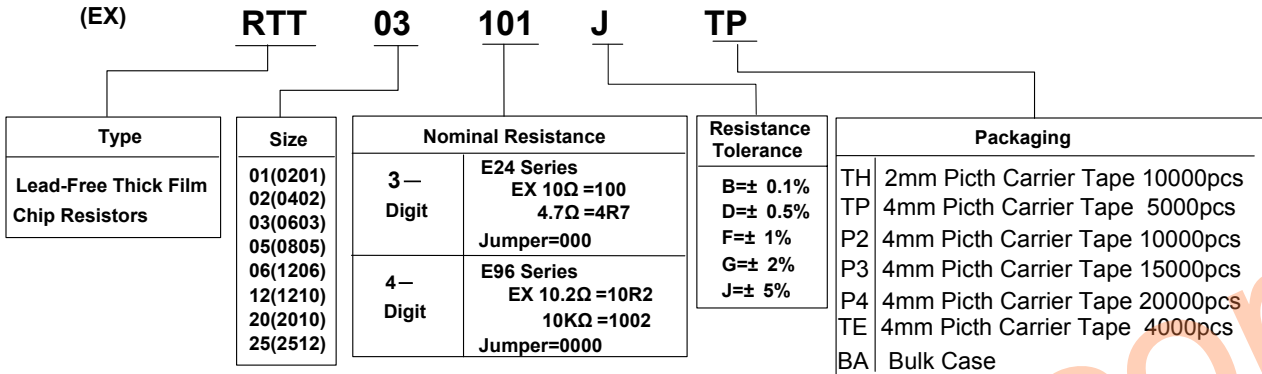 (EX) RTT 03 101 J TP
Type
Lead-Free Thick Film
Chip Resistors
Size
01(0201)
02(0402)
03(0603)
05(0805)
06(1206)
12(1210)
20(2010)
25(2512)
Nominal Resistance
3—
Digit
E24 Series
EX 10Ω =100
4.7Ω =4R7
Jumper=000
4—
Digit
E96 Series
EX 10.2Ω =10R2
10KΩ =1002
Jumper=0000
Resistance
Tolerance
B=± 0.1%
D=± 0.5%
F=± 1%
G=± 2%
J=± 5%
Packaging
TH 2mm Picth Carrier Tape 10000pcs
TP 4mm Picth Carrier Tape 5000pcs
P2 4mm Picth Carrier Tape 10000pcs
P3 4mm Picth Carrier Tape 15000pcs
P4 4mm Picth Carrier Tape 20000pcs
TE 4mm Picth Carrier Tape 4000pcs
BA Bulk Case